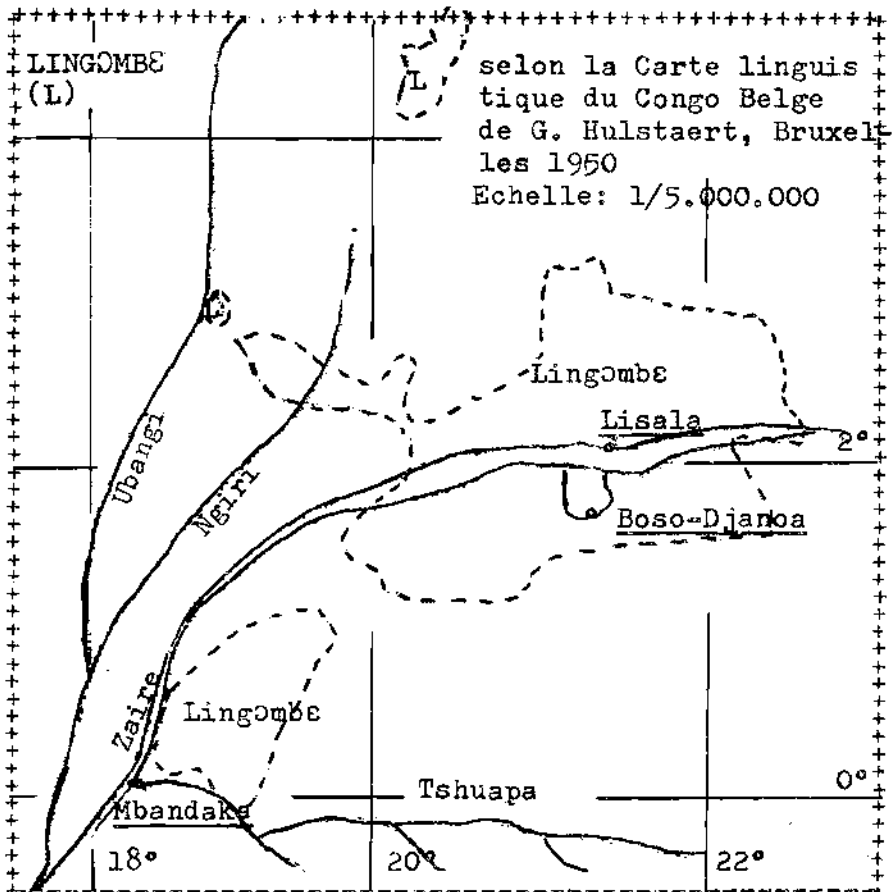 LINGƆMBƐ
(L)
L
selon la Carte linguis
tique du Congo Belge
de G. Hulstaert, Bruxel-
les 1950
Echelle: 1/5.000.000
L
Lingɔmbɛ
Lisala
2°
Ubangi
Ngiri
Boso-Djanoa
Zaire
Lingɔmbɛ
0°
Tshuapa
Mbandaka
18°
20°
22°